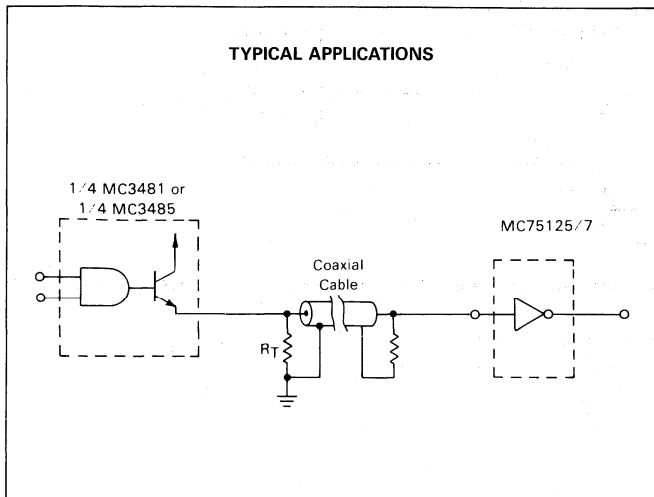 TYPICAL APPLICATIONS
1/4 MC3481 or
1/4 MC3485
MC75125/7
Coaxial
Cable
RT